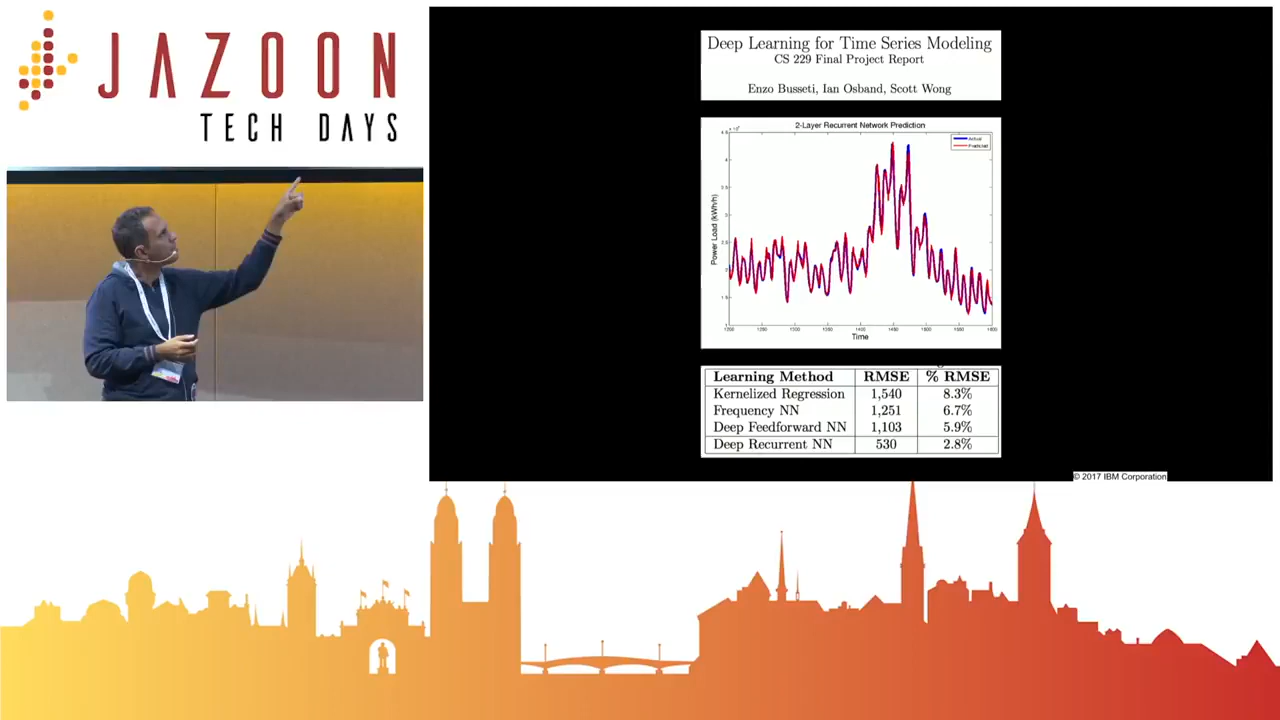 JAZOON
TECH DAYS
Deep Learning for Time Series Modeling
CS 229 Final Project Report
Enzo Busseti, Ian Osband, Scott Wong
2-Layer Recurrent Network Prediction
Actual
Predicted
Power Load (kWh/h)
Time
Learning Method RMSE % RMSE
Kernelized Regression 1,540 8.3%
Frequency NN 1,251 6.7%
Deep Feedforward NN 1,103 5.9%
Deep Recurrent NN 530 2.8%
© 2017 IBM Corporation